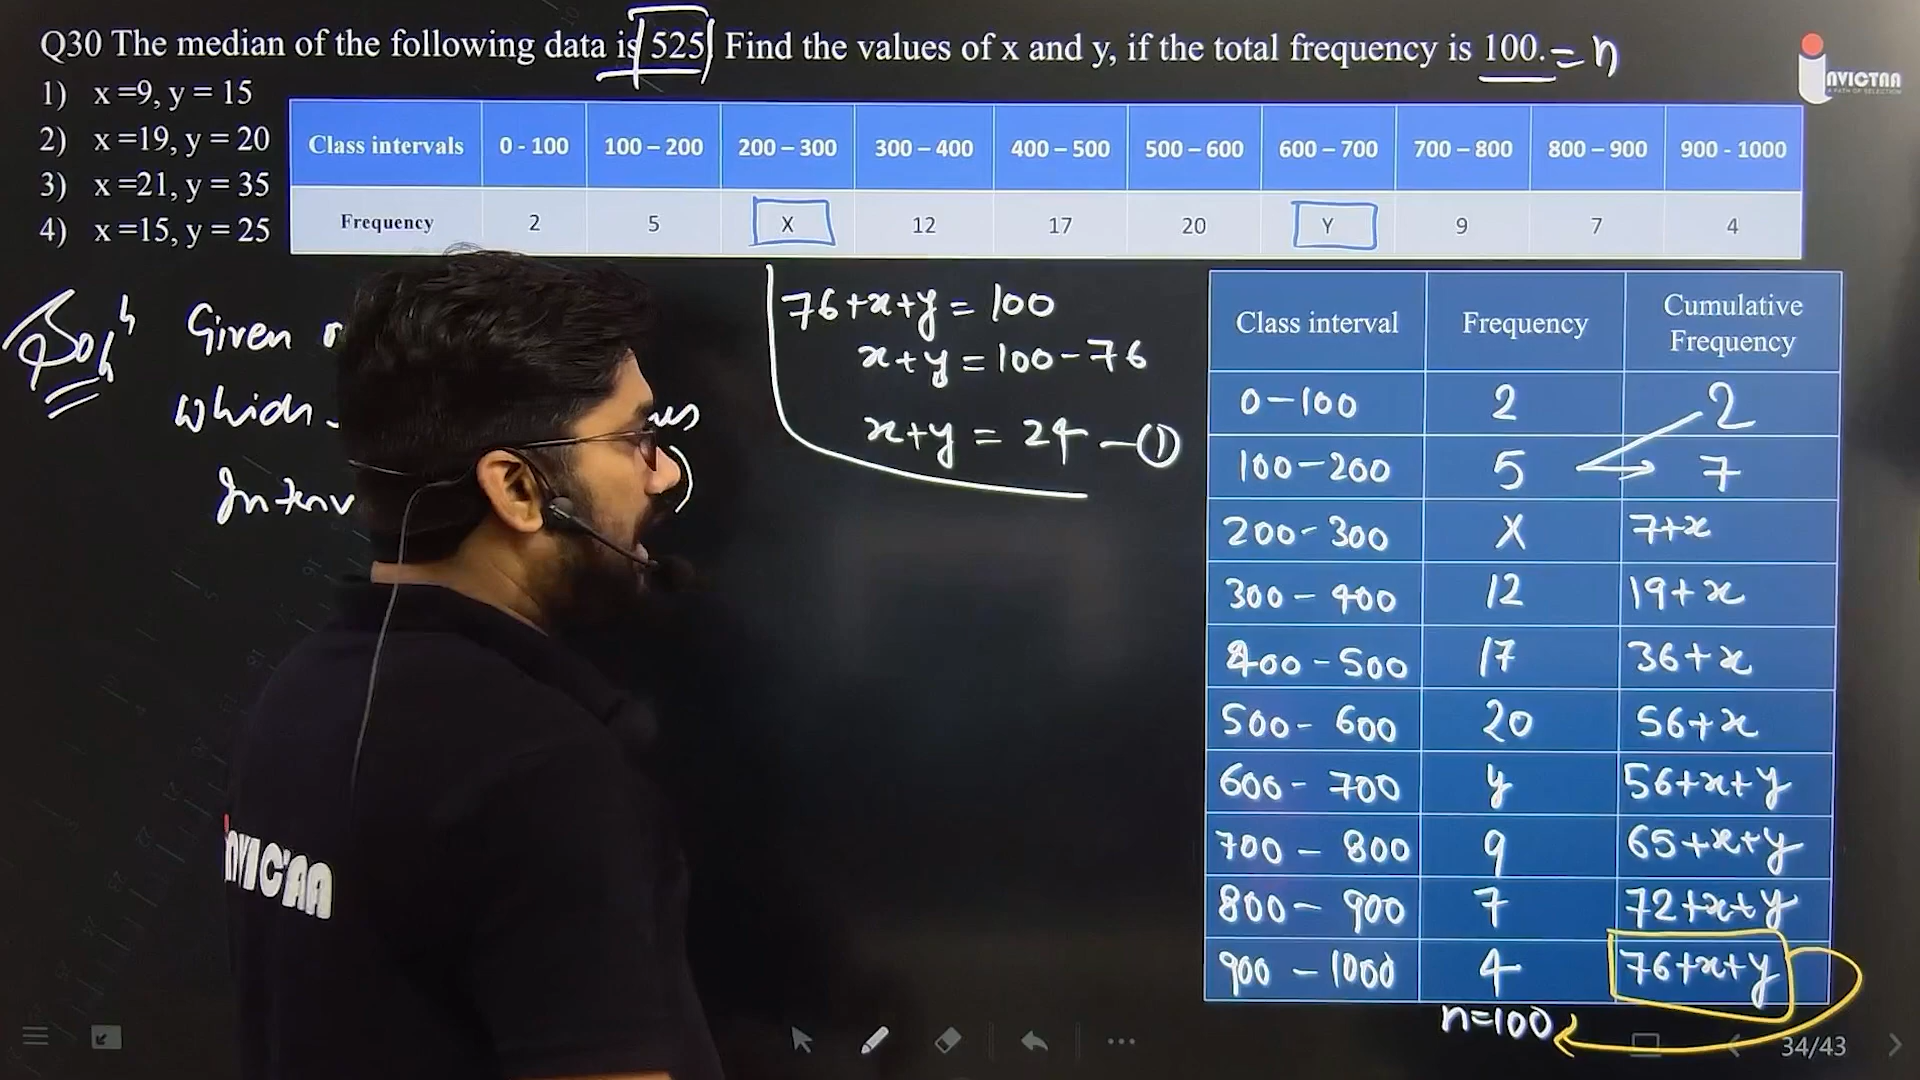 Q30 The median of the following data is 525 Find the values of x and y, if the total frequency is 100. = n
1) x =9, y = 15
2) x =19, y = 20
3) x =21, y = 35
4) x =15, y = 25
INVICTAA
A PATH OF SELECTION
Class intervals 0 - 100 100 – 200 200 – 300 300 – 400 400 – 500 500 – 600 600 – 700 700 – 800 800 – 900 900 - 1000
Frequency 2 5 X 12 17 20 Y 9 7 4
Solⁿ Given
which
Interv )
76+x+y = 100
x+y = 100-76
x+y = 24 —①
Class interval Frequency Cumulative Frequency
0-100 2 2
100-200 5 7
200-300 X 7+x
300-400 12 19+x
400-500 17 36+x
500-600 20 56+x
600-700 y 56+x+y
700-800 9 65+x+y
800-900 7 72+x+y
900-1000 4 76+x+y
n=100
INVICTAA
34/43